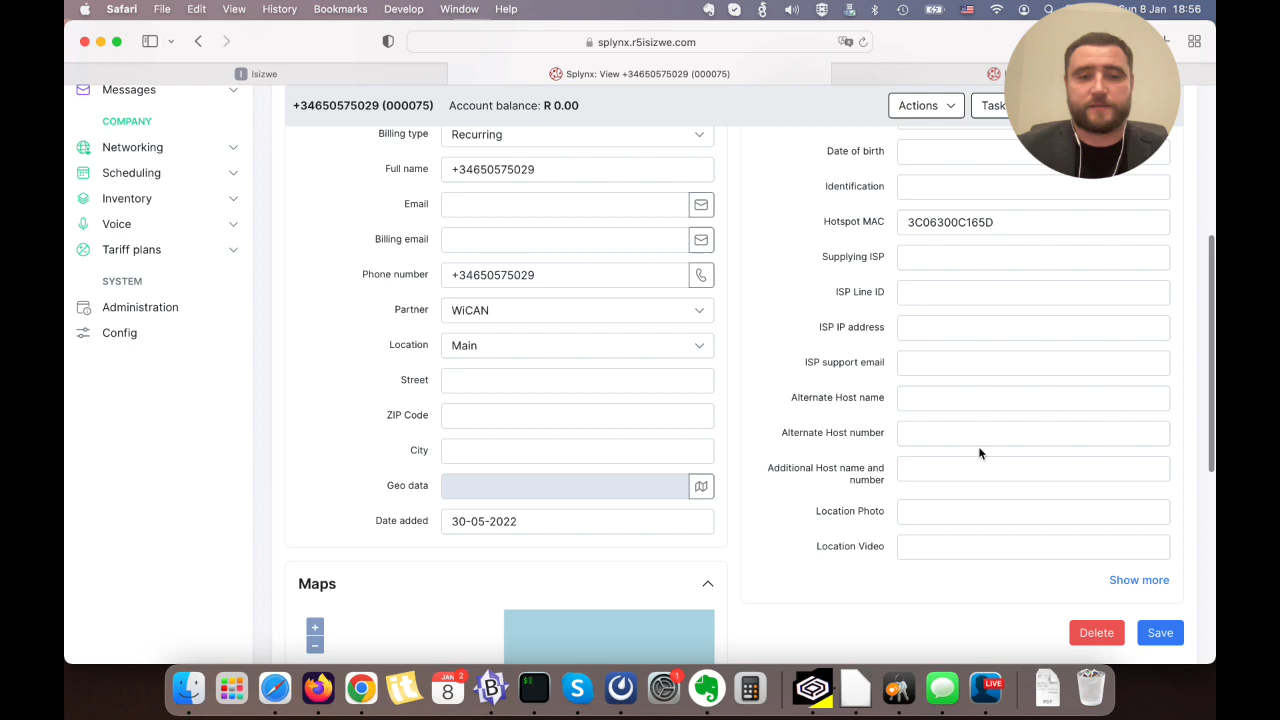 Safari File Edit View History Bookmarks Develop Window Help Sun 8 Jan 18:56
splynx.r5isizwe.com
I Isizwe
Splynx: View +34650575029 (000075)
Messages
COMPANY
Networking
Scheduling
Inventory
Voice
Tariff plans
SYSTEM
Administration
Config
+34650575029 (000075) Account balance: R 0.00
Actions
Billing type Recurring
Full name +34650575029
Email
Billing email
Phone number +34650575029
Partner WiCAN
Location Main
Street
ZIP Code
City
Geo data
Date added 30-05-2022
Maps
+
−
Date of birth
Identification
Hotspot MAC 3C06300C165D
Supplying ISP
ISP Line ID
ISP IP address
ISP support email
Alternate Host name
Alternate Host number
Additional Host name and
number
Location Photo
Location Video
Show more
Delete Save
JAN
8
2
1
LIVE
PDF